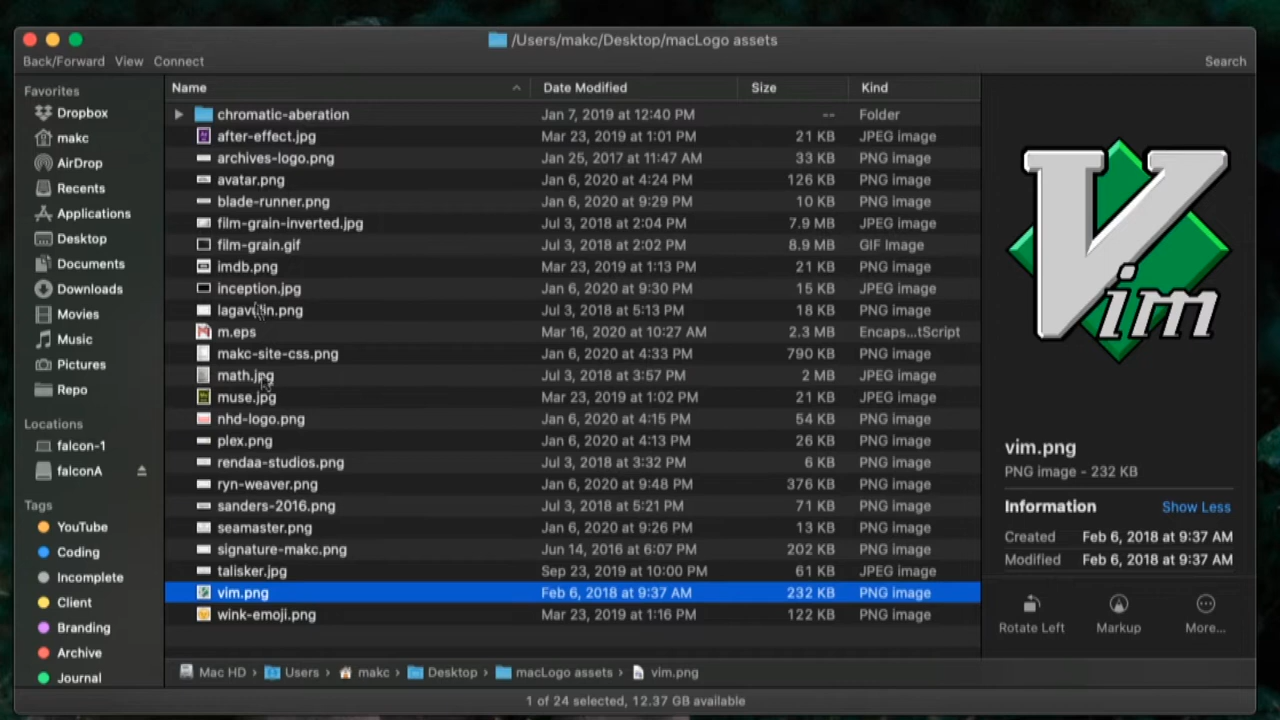 /Users/makc/Desktop/macLogo assets
Back/Forward View Connect Search
Favorites
Dropbox
makc
AirDrop
Recents
Applications
Desktop
Documents
Downloads
Movies
Music
Pictures
Repo
Locations
falcon-1
falconA
Tags
YouTube
Coding
Incomplete
Client
Branding
Archive
Journal
Name Date Modified Size Kind
chromatic-aberation Jan 7, 2019 at 12:40 PM -- Folder
after-effect.jpg Mar 23, 2019 at 1:01 PM 21 KB JPEG image
archives-logo.png Jan 25, 2017 at 11:47 AM 33 KB PNG image
avatar.png Jan 6, 2020 at 4:24 PM 126 KB PNG image
blade-runner.png Jan 6, 2020 at 9:29 PM 10 KB PNG image
film-grain-inverted.jpg Jul 3, 2018 at 2:04 PM 7.9 MB JPEG image
film-grain.gif Jul 3, 2018 at 2:02 PM 8.9 MB GIF Image
imdb.png Mar 23, 2019 at 1:13 PM 21 KB PNG image
inception.jpg Jan 6, 2020 at 9:30 PM 15 KB JPEG image
lagavulin.png Jul 3, 2018 at 5:13 PM 18 KB PNG image
m.eps Mar 16, 2020 at 10:27 AM 2.3 MB Encaps...tScript
makc-site-css.png Jan 6, 2020 at 4:33 PM 790 KB PNG image
math.jpg Jul 3, 2018 at 3:57 PM 2 MB JPEG image
muse.jpg Mar 23, 2019 at 1:02 PM 21 KB JPEG image
nhd-logo.png Jan 6, 2020 at 4:15 PM 54 KB PNG image
plex.png Jan 6, 2020 at 4:13 PM 26 KB PNG image
rendaa-studios.png Jul 3, 2018 at 3:32 PM 6 KB PNG image
ryn-weaver.png Jan 6, 2020 at 9:48 PM 376 KB PNG image
sanders-2016.png Jul 3, 2018 at 5:21 PM 71 KB PNG image
seamaster.png Jan 6, 2020 at 9:26 PM 13 KB PNG image
signature-makc.png Jun 14, 2016 at 6:07 PM 202 KB PNG image
talisker.jpg Sep 23, 2019 at 10:00 PM 61 KB JPEG image
vim.png Feb 6, 2018 at 9:37 AM 232 KB PNG image
wink-emoji.png Mar 23, 2019 at 1:16 PM 122 KB PNG image
Vim
vim.png
PNG image - 232 KB
Information Show Less
Created Feb 6, 2018 at 9:37 AM
Modified Feb 6, 2018 at 9:37 AM
Rotate Left Markup More...
Mac HD › Users › makc › Desktop › macLogo assets › vim.png
1 of 24 selected, 12.37 GB available